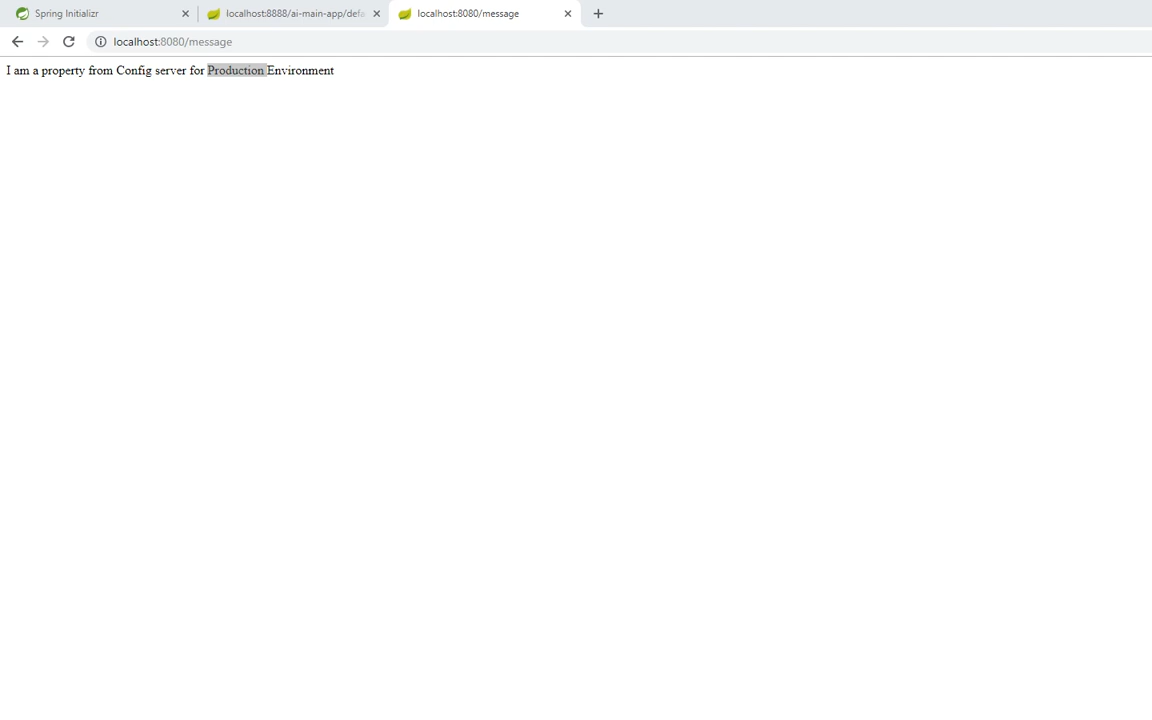 Spring Initializr
localhost:8888/ai-main-app/defa
localhost:8080/message
localhost:8080/message
I am a property from Config server for Production Environment